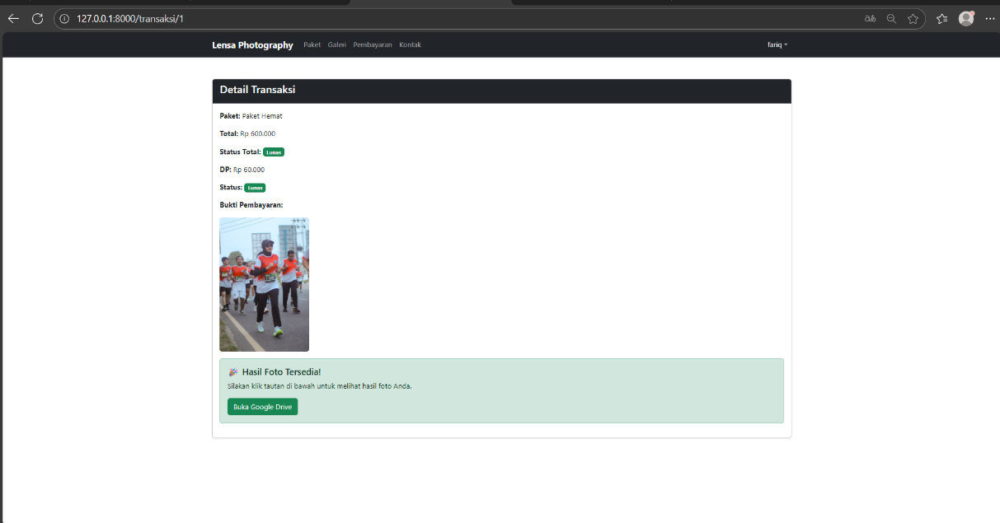 127.0.0.1:8000/transaksi/1
Lensa Photography Paket Galeri Pembayaran Kontak fariq
Detail Transaksi
Paket: Paket Hemat
Total: Rp 600.000
Status Total: Lunas
DP: Rp 60.000
Status: Lunas
Bukti Pembayaran:
🎉 Hasil Foto Tersedia!
Silakan klik tautan di bawah untuk melihat hasil foto Anda.
Buka Google Drive